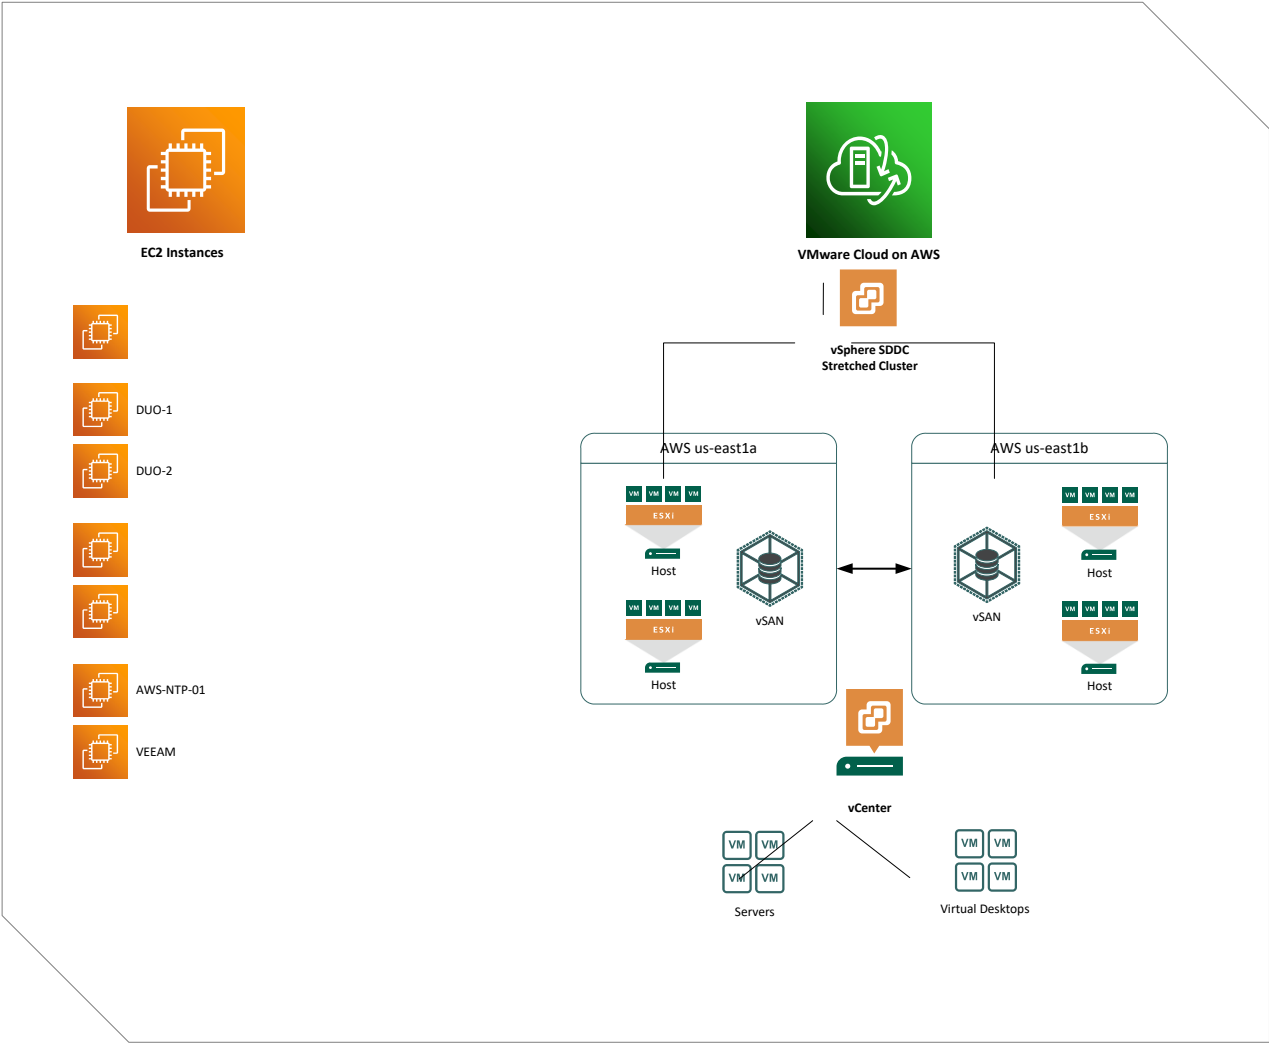 EC2 Instances
DUO-1
DUO-2
AWS-NTP-01
VEEAM
VMware Cloud on AWS
vSphere SDDC
Stretched Cluster
AWS us-east1a
VM VM VM VM
ESXi
Host
VM VM VM VM
ESXi
Host
vSAN
AWS us-east1b
vSAN
VM VM VM VM
ESXi
Host
VM VM VM VM
ESXi
Host
vCenter
VM VM
VM VM
Servers
VM VM
VM VM
Virtual Desktops